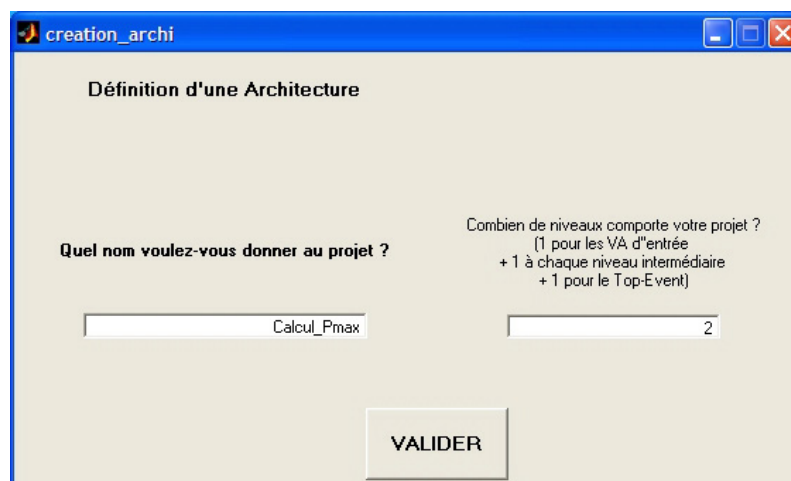 creation_archi
Définition d'une Architecture
Quel nom voulez-vous donner au projet ?
Combien de niveaux comporte votre projet ?
(1 pour les VA d''entrée
+ 1 à chaque niveau intermédiaire
+ 1 pour le Top-Event)
Calcul_Pmax
2
VALIDER